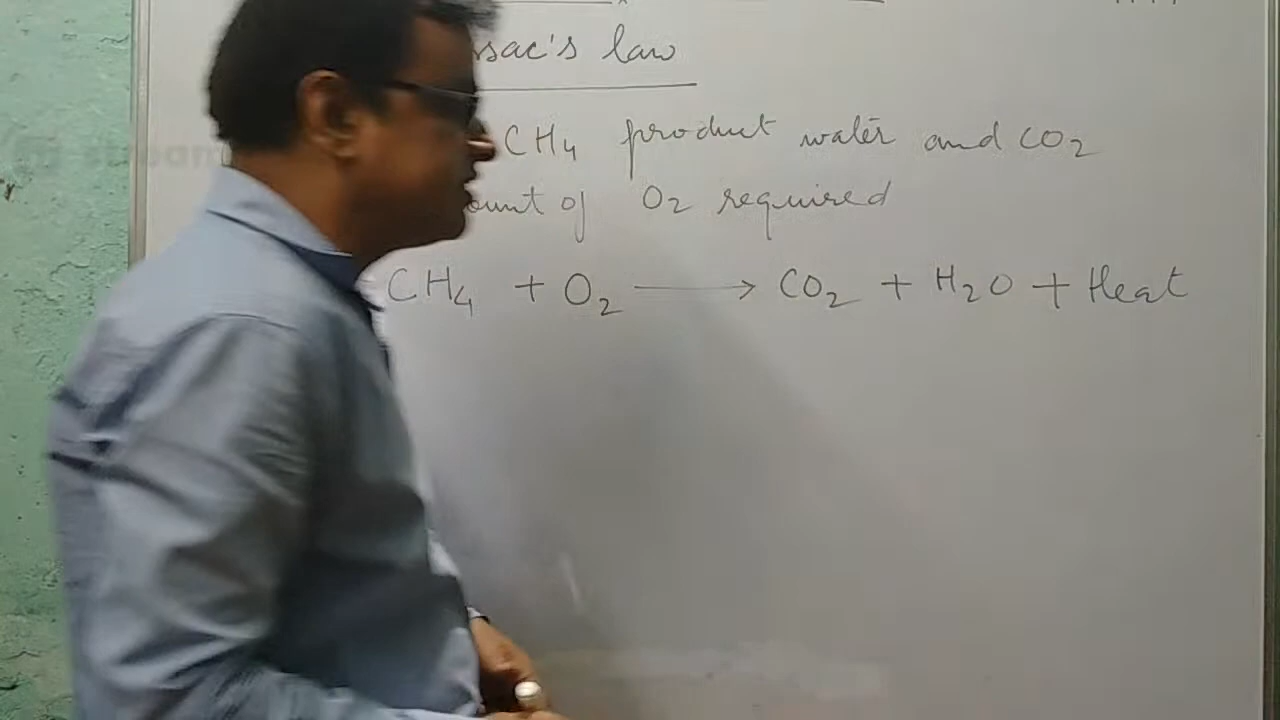 ssac's law
CH4 product water and CO2
ount of O2 required
CH4 + O2 ⟶ CO2 + H2O + Heat